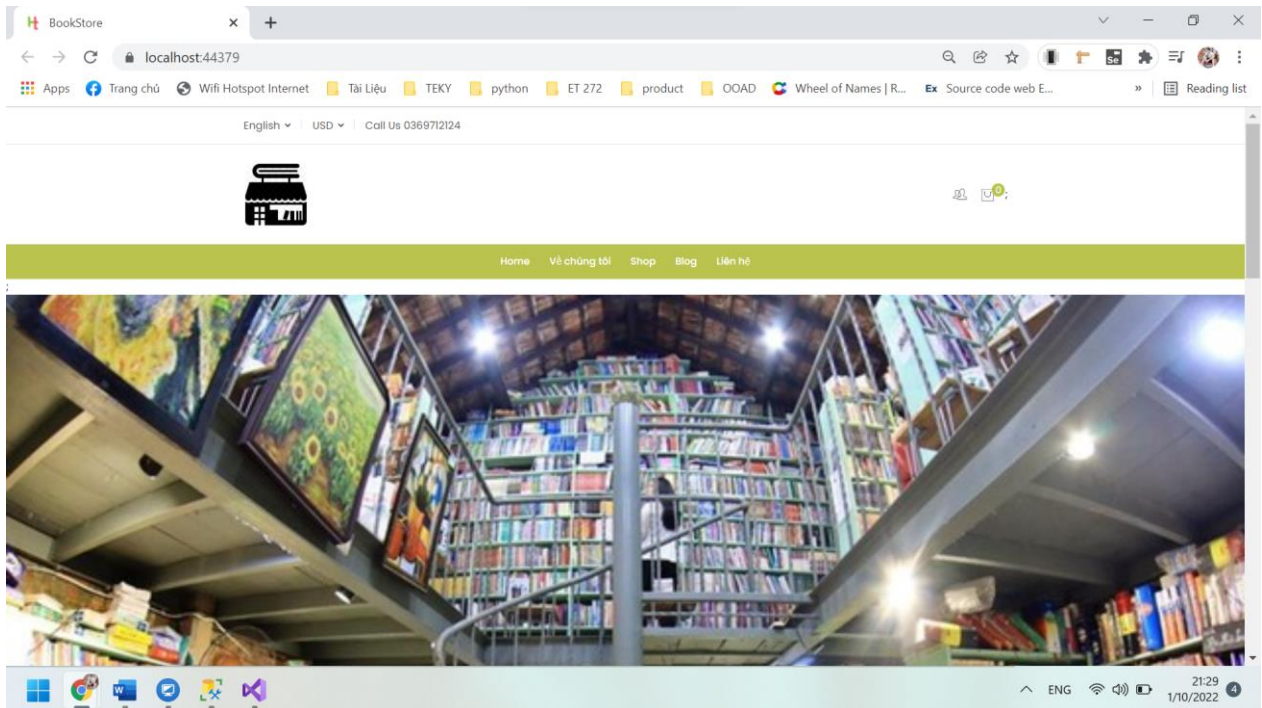 BookStore
localhost:44379
Apps Trang chủ Wifi Hotspot Internet Tài Liệu TEKY python ET 272 product OOAD Wheel of Names | R... Ex Source code web E... » Reading list
English USD Call Us 0369712124
0 ;
Home Về chúng tôi Shop Blog Liên hệ
;
ENG 21:29 4
1/10/2022